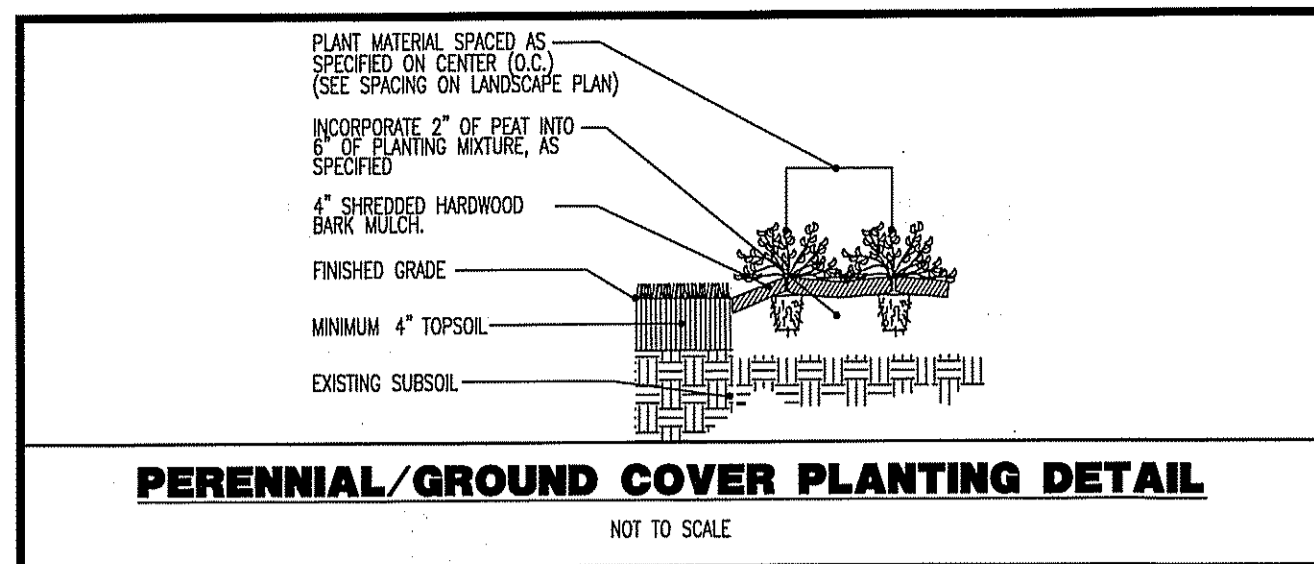 PLANT MATERIAL SPACED AS
SPECIFIED ON CENTER (O.C.)
(SEE SPACING ON LANDSCAPE PLAN)
INCORPORATE 2" OF PEAT INTO
6" OF PLANTING MIXTURE, AS
SPECIFIED
4" SHREDDED HARDWOOD
BARK MULCH.
FINISHED GRADE
MINIMUM 4" TOPSOIL
EXISTING SUBSOIL
PERENNIAL/GROUND COVER PLANTING DETAIL
NOT TO SCALE